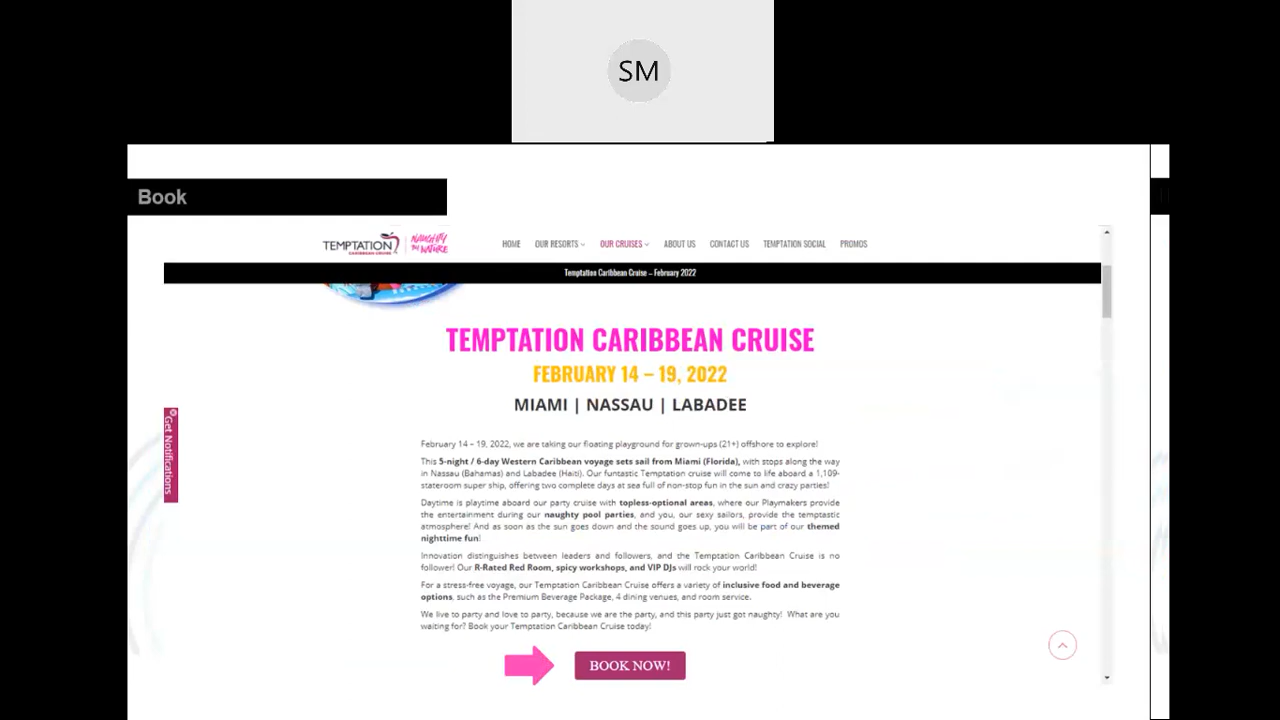 SM
Book
TEMPTATION
CARIBBEAN CRUISE
NAUGHTY
BY NATURE
HOME OUR RESORTS OUR CRUISES ABOUT US CONTACT US TEMPTATION SOCIAL PROMOS
Temptation Caribbean Cruise – February 2022
TEMPTATION CARIBBEAN CRUISE
FEBRUARY 14 – 19, 2022
MIAMI | NASSAU | LABADEE
Get Notifications
February 14 – 19, 2022, we are taking our floating playground for grown-ups (21+) offshore to explore!
This 5-night / 6-day Western Caribbean voyage sets sail from Miami (Florida), with stops along the way
in Nassau (Bahamas) and Labadee (Haiti). Our funtastic Temptation cruise will come to life aboard a 1,109-
stateroom super ship, offering two complete days at sea full of non-stop fun in the sun and crazy parties!
Daytime is playtime aboard our party cruise with topless-optional areas, where our Playmakers provide
the entertainment during our naughty pool parties, and you, our sexy sailors, provide the temptastic
atmosphere! And as soon as the sun goes down and the sound goes up, you will be part of our themed
nighttime fun!
Innovation distinguishes between leaders and followers, and the Temptation Caribbean Cruise is no
follower! Our R-Rated Red Room, spicy workshops, and VIP DJs will rock your world!
For a stress-free voyage, our Temptation Caribbean Cruise offers a variety of inclusive food and beverage
options, such as the Premium Beverage Package, 4 dining venues, and room service.
We live to party and love to party, because we are the party, and this party just got naughty! What are you
waiting for? Book your Temptation Caribbean Cruise today!
BOOK NOW!